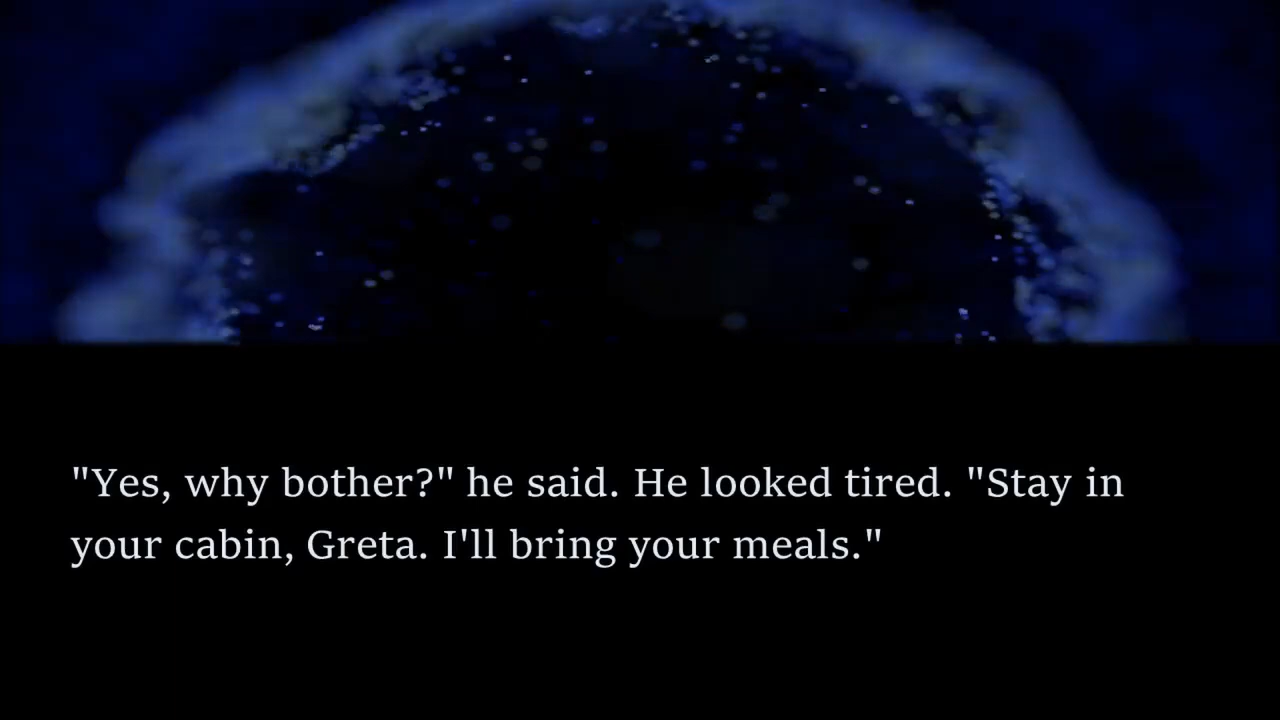 "Yes, why bother?" he said. He looked tired. "Stay in
your cabin, Greta. I'll bring your meals."